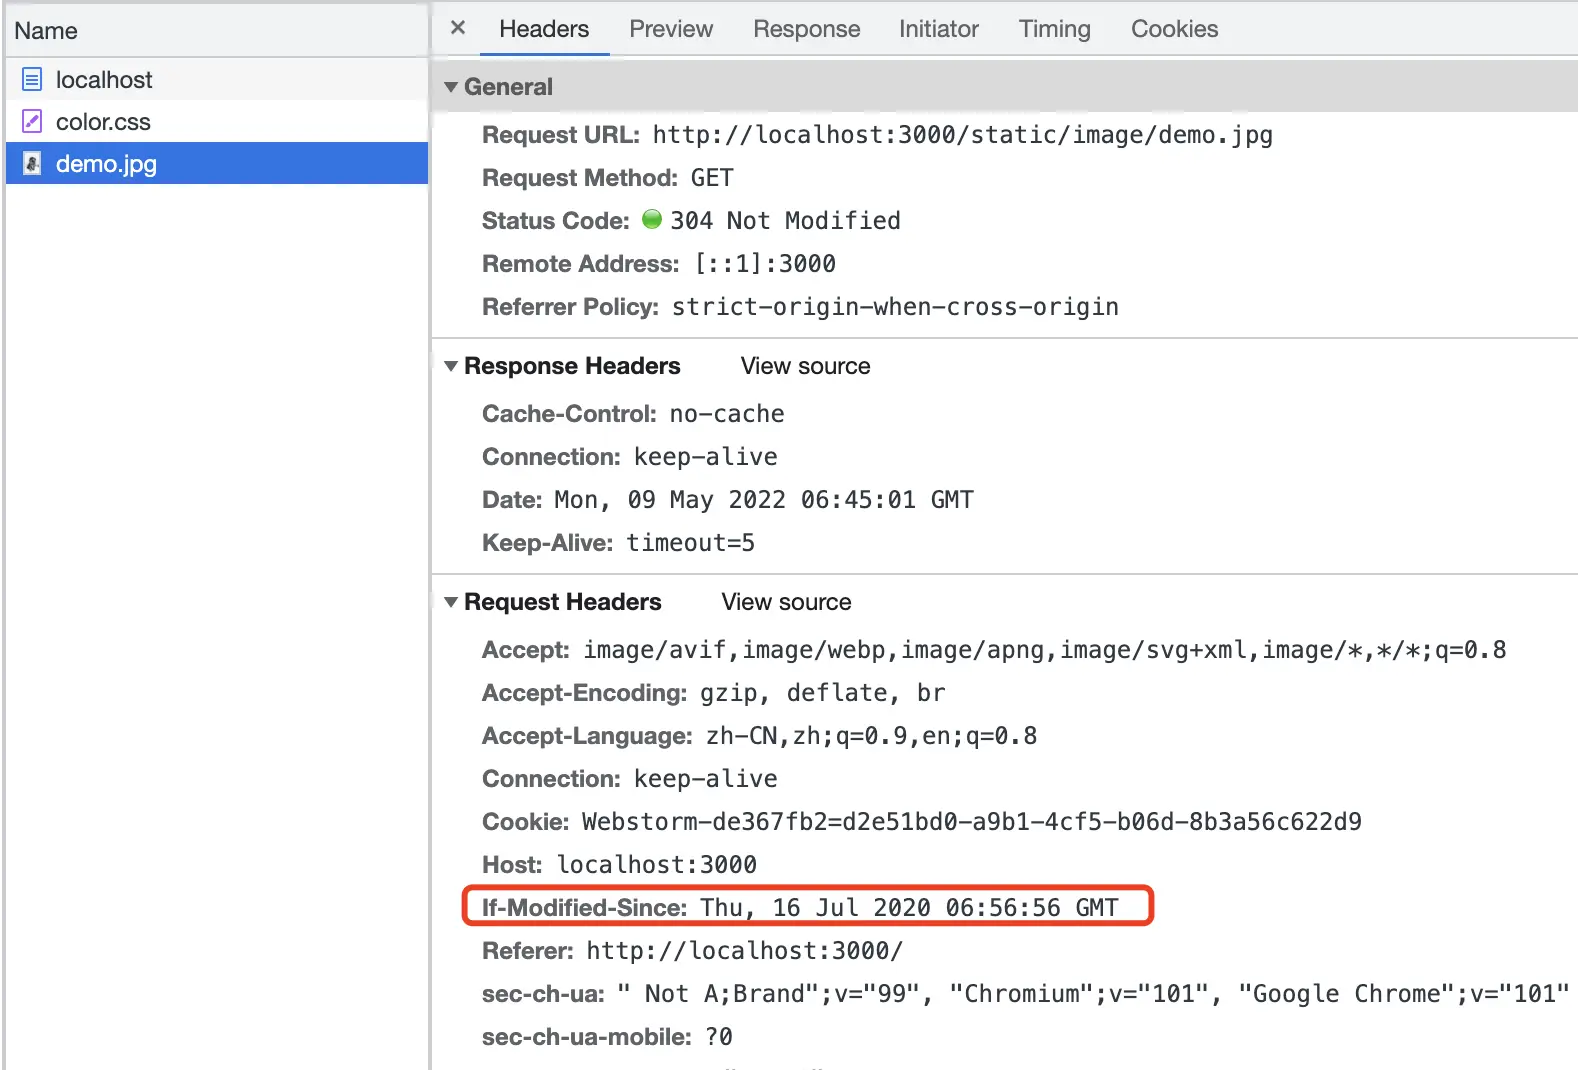 Name
localhost
color.css
demo.jpg
× Headers Preview Response Initiator Timing Cookies
▼ General
Request URL: http://localhost:3000/static/image/demo.jpg
Request Method: GET
Status Code: 304 Not Modified
Remote Address: [::1]:3000
Referrer Policy: strict-origin-when-cross-origin
▼ Response Headers View source
Cache-Control: no-cache
Connection: keep-alive
Date: Mon, 09 May 2022 06:45:01 GMT
Keep-Alive: timeout=5
▼ Request Headers View source
Accept: image/avif,image/webp,image/apng,image/svg+xml,image/*,*/*;q=0.8
Accept-Encoding: gzip, deflate, br
Accept-Language: zh-CN,zh;q=0.9,en;q=0.8
Connection: keep-alive
Cookie: Webstorm-de367fb2=d2e51bd0-a9b1-4cf5-b06d-8b3a56c622d9
Host: localhost:3000
If-Modified-Since: Thu, 16 Jul 2020 06:56:56 GMT
Referer: http://localhost:3000/
sec-ch-ua: " Not A;Brand";v="99", "Chromium";v="101", "Google Chrome";v="101"
sec-ch-ua-mobile: ?0